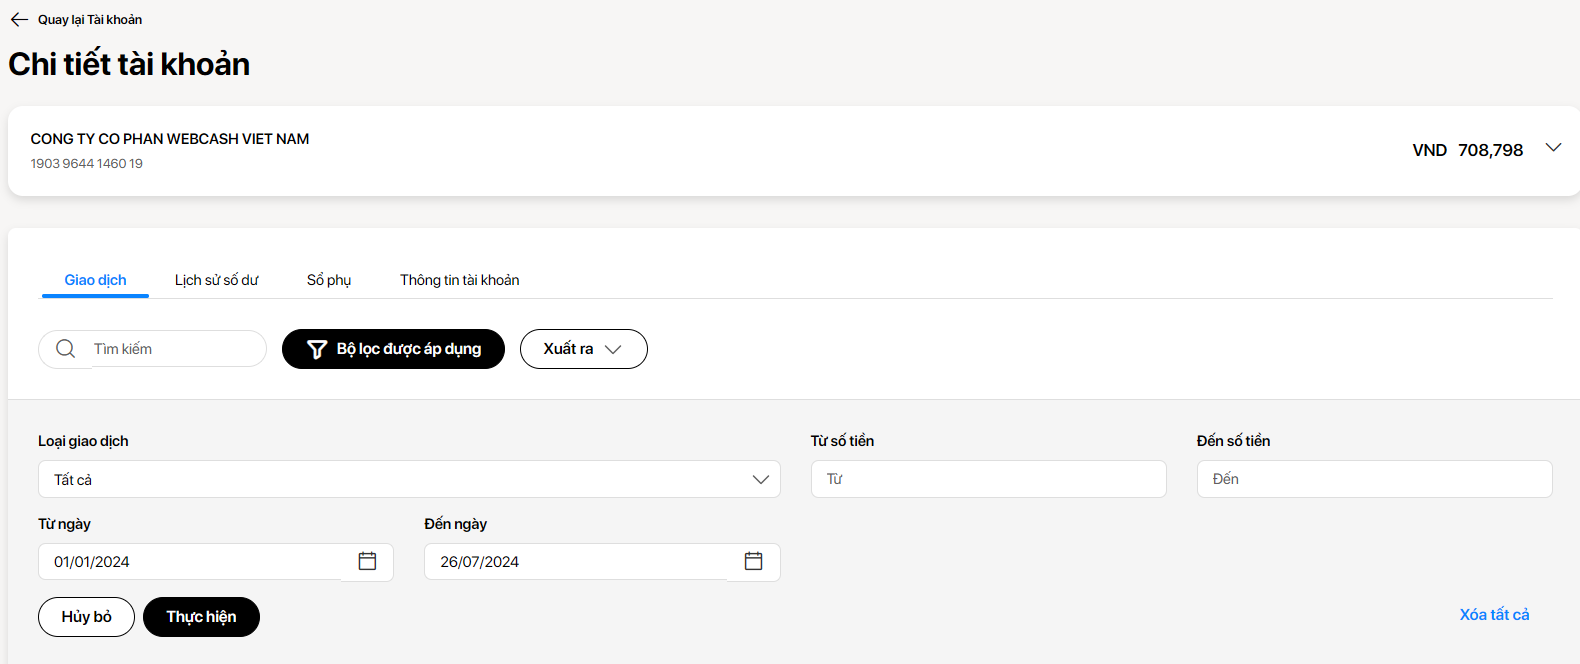 Quay lại Tài khoản
Chi tiết tài khoản
CONG TY CO PHAN WEBCASH VIET NAM
1903 9644 1460 19
VND 708,798
Giao dịch Lịch sử số dư Sổ phụ Thông tin tài khoản
Tìm kiếm Bộ lọc được áp dụng Xuất ra
Loại giao dịch Từ số tiền Đến số tiền
Tất cả Từ Đến
Từ ngày Đến ngày
01/01/2024 26/07/2024
Hủy bỏ Thực hiện Xóa tất cả